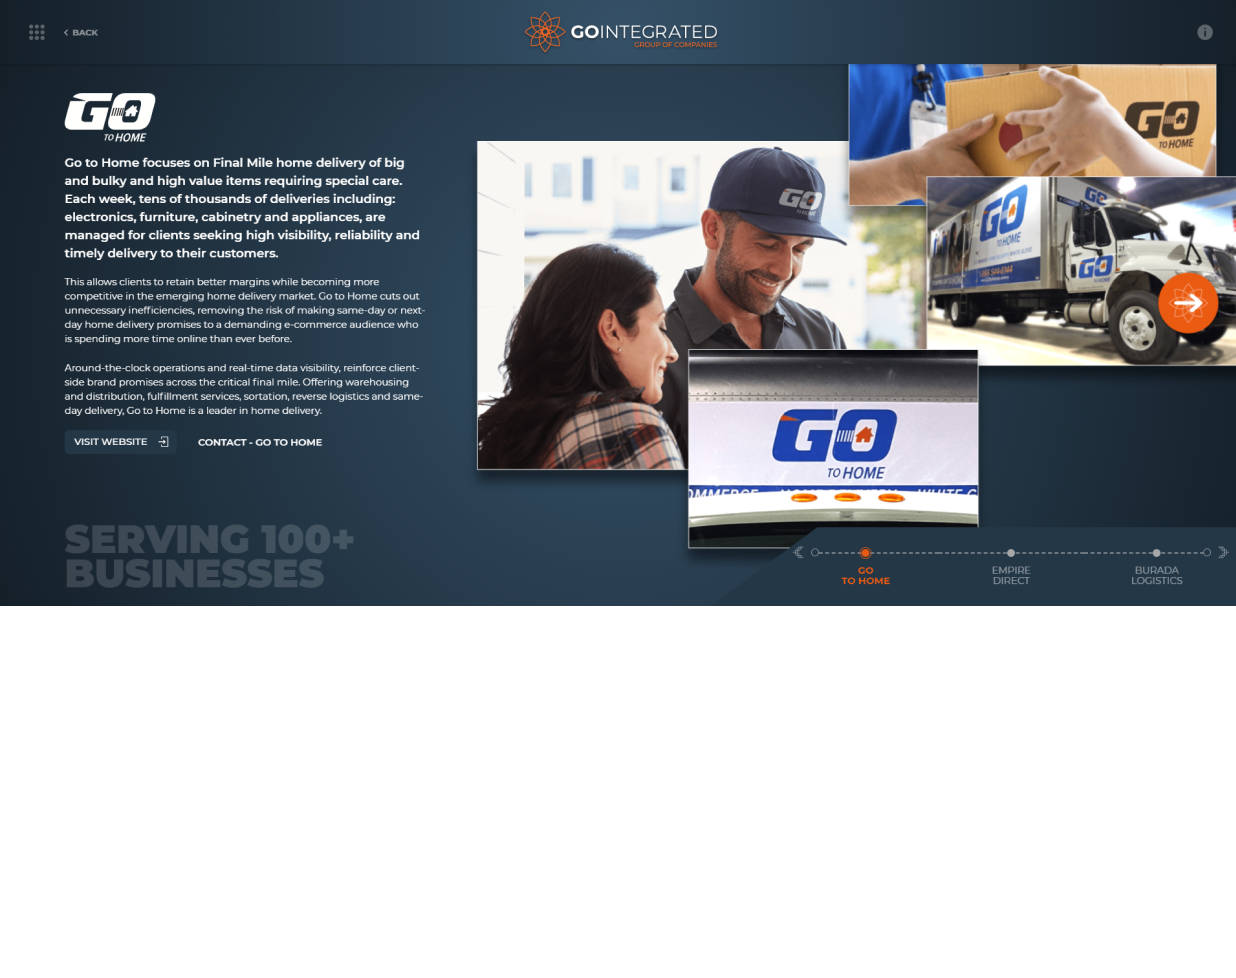 BACK
GOINTEGRATED
GROUP OF COMPANIES
GO
TO HOME
Go to Home focuses on Final Mile home delivery of big
and bulky and high value items requiring special care.
Each week, tens of thousands of deliveries including:
electronics, furniture, cabinetry and appliances, are
managed for clients seeking high visibility, reliability and
timely delivery to their customers.
This allows clients to retain better margins while becoming more
competitive in the emerging home delivery market. Go to Home cuts out
unnecessary inefficiencies, removing the risk of making same-day or next-
day home delivery promises to a demanding e-commerce audience who
is spending more time online than ever before.
Around-the-clock operations and real-time data visibility, reinforce client-
side brand promises across the critical final mile. Offering warehousing
and distribution, fulfillment services, sortation, reverse logistics and same-
day delivery, Go to Home is a leader in home delivery.
VISIT WEBSITE
CONTACT - GO TO HOME
SERVING 100+
BUSINESSES
GO
TO HOME
GO
TO HOME
GO
TO HOME
GO
GO
21
GO
TO HOME
GO
TO HOME
EMPIRE
DIRECT
BURADA
LOGISTICS